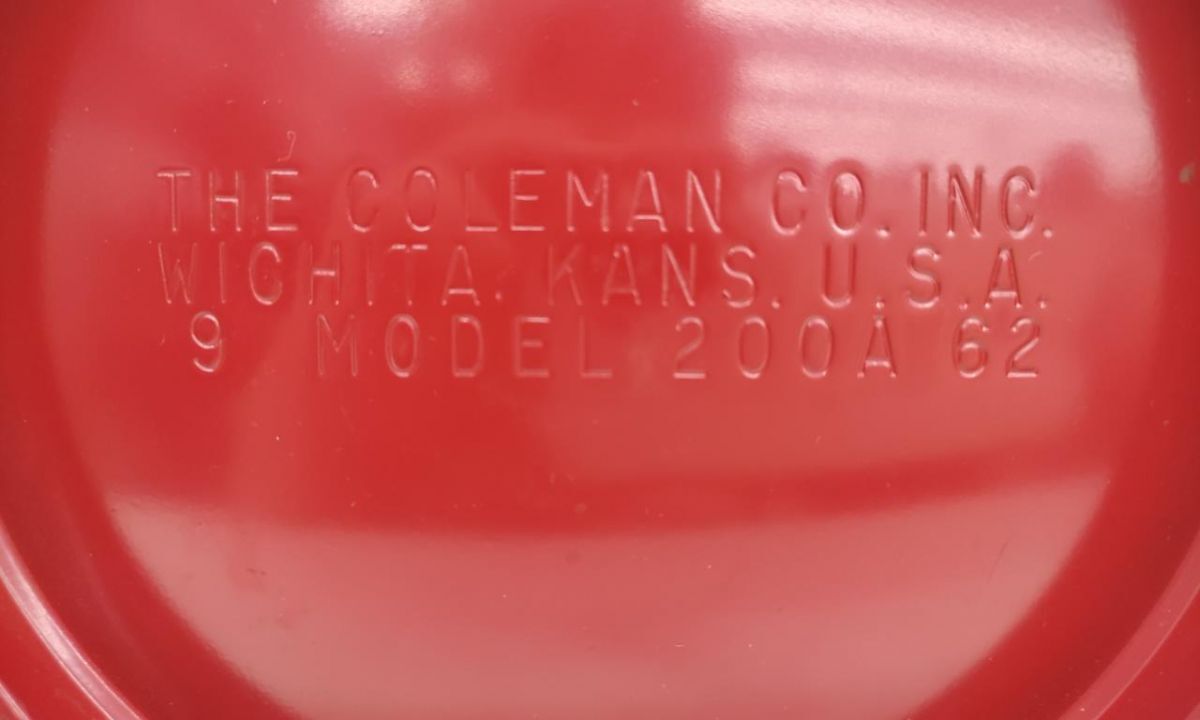 THE COLEMAN CO. INC.
WICHITA. KANS. U.S.A.
9 MODEL 200A 62